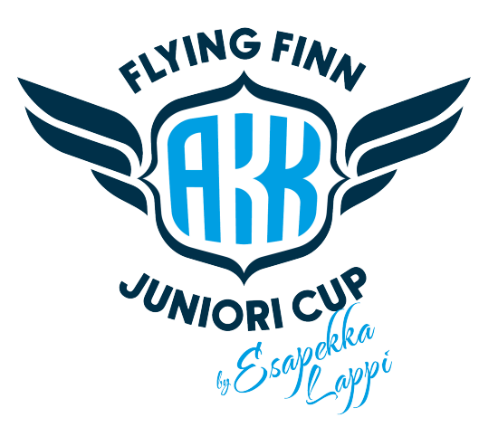 FLYING FINN
AKK
JUNIORI CUP
by Esapekka
Lappi